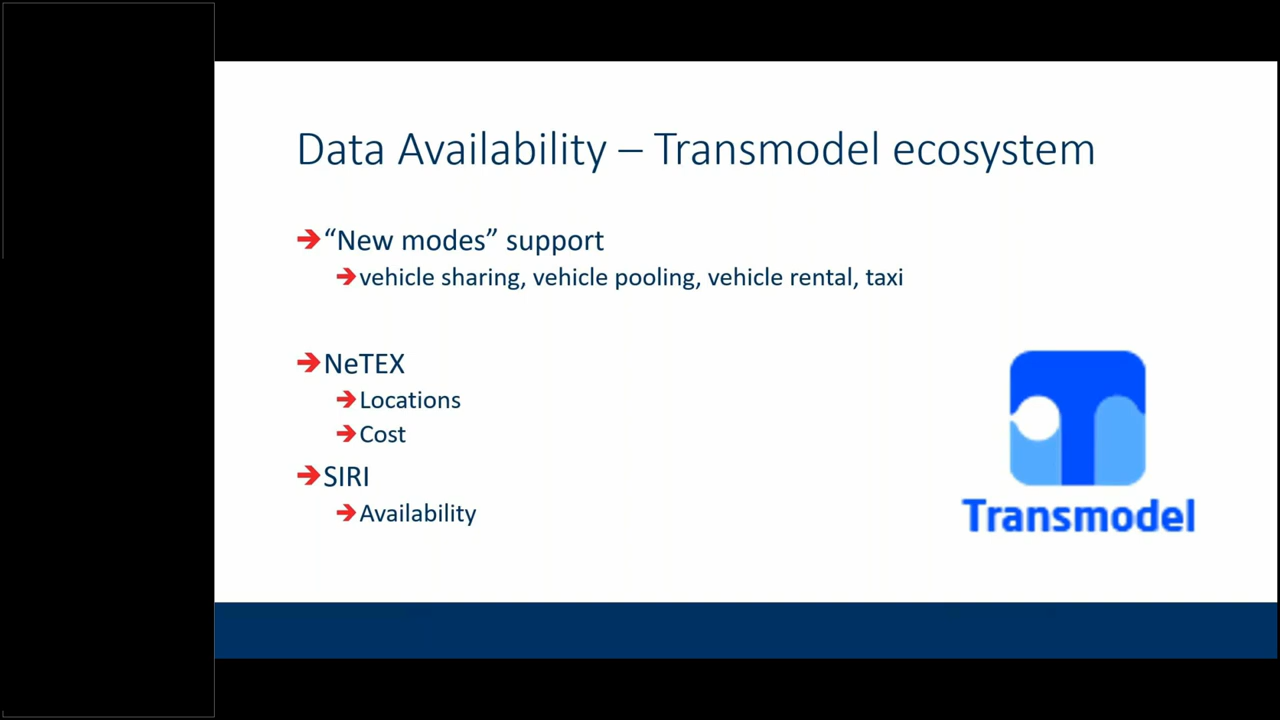 Data Availability – Transmodel ecosystem
“New modes” support
vehicle sharing, vehicle pooling, vehicle rental, taxi
NeTEX
Locations
Cost
SIRI
Availability
Transmodel